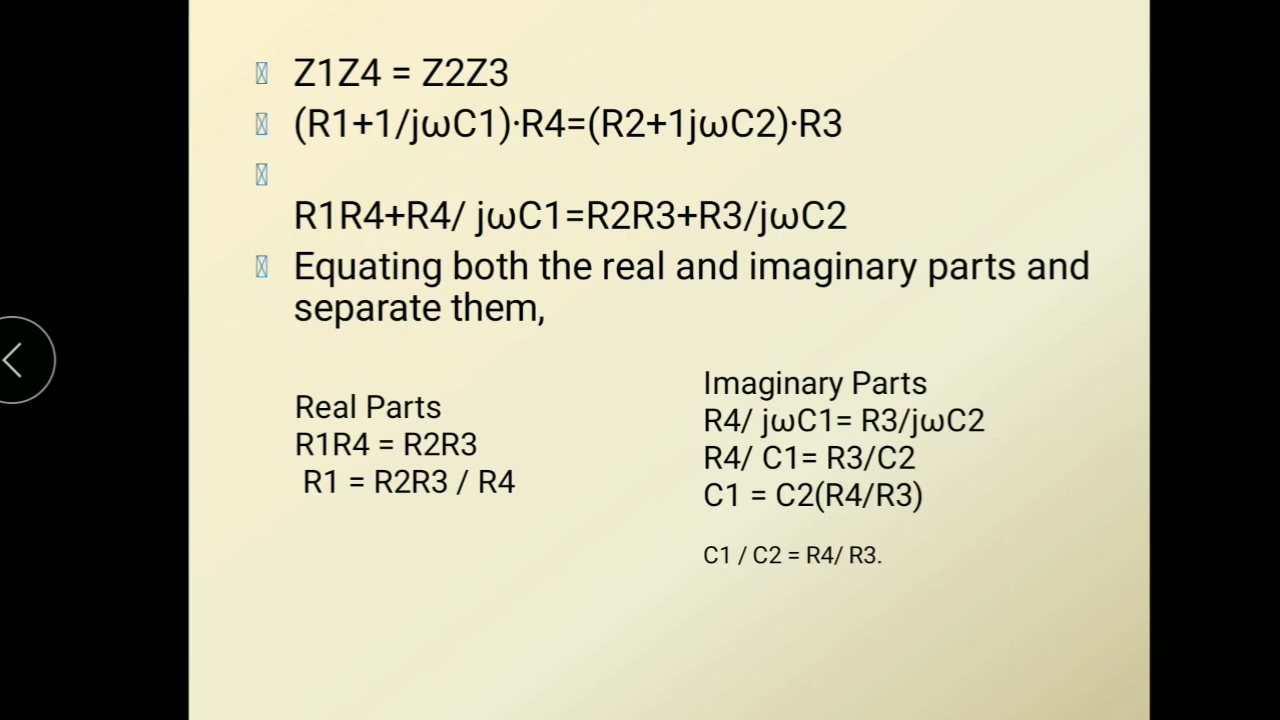 Z1Z4 = Z2Z3
(R1+1/jωC1)·R4=(R2+1jωC2)·R3
R1R4+R4/ jωC1=R2R3+R3/jωC2
Equating both the real and imaginary parts and
separate them,
Real Parts
R1R4 = R2R3
R1 = R2R3 / R4
Imaginary Parts
R4/ jωC1= R3/jωC2
R4/ C1= R3/C2
C1 = C2(R4/R3)
C1 / C2 = R4/ R3.